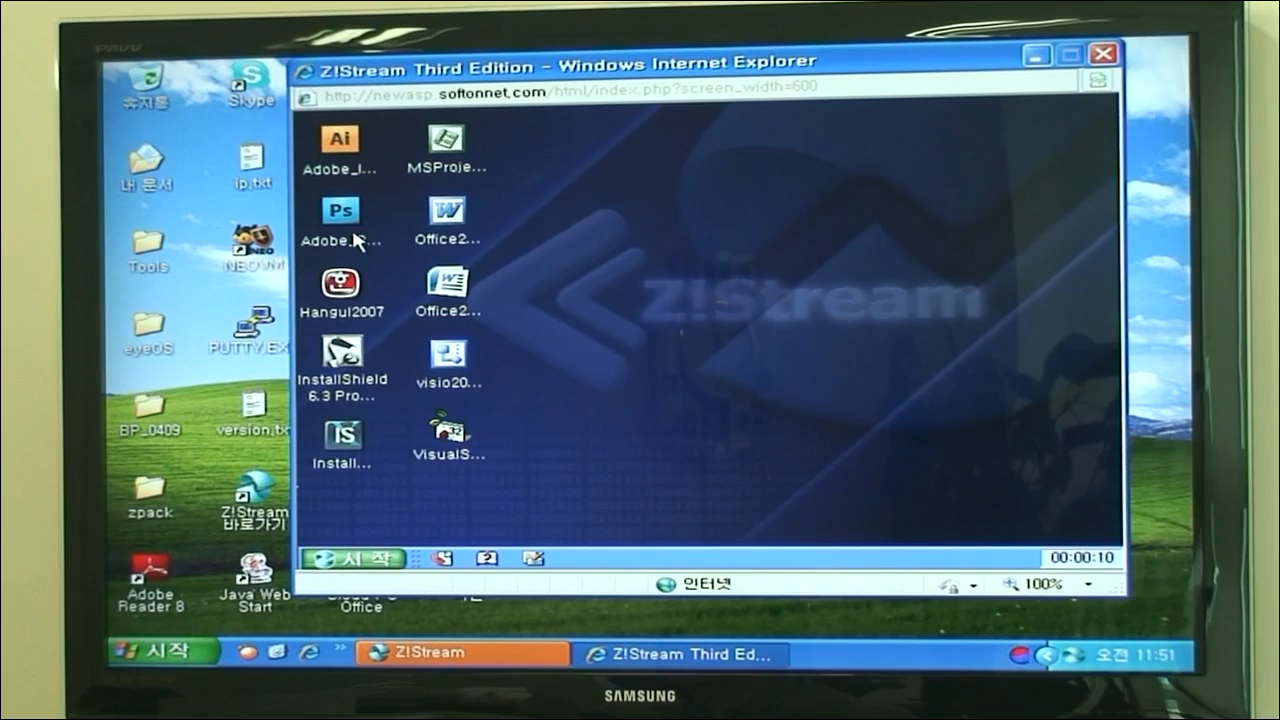 Z!Stream Third Edition - Windows Internet Explorer
http://newasp.softonnet.com/html/index.php?screen_width=600
휴지통
Skype
내 문서
ip.txt
Tools
NEOVM
eyeOS
PUTTY.EX
BP_0409
version.tx
zpack
Z!Stream
바로가기
Adobe
Reader 8
Java Web
Start
Office
Ai
Adobe_I...
MSProje...
Ps
Adobe_...
W
Office2...
Hangul2007
Office2...
InstallShield
6.3 Pro...
visio20...
IS
Install...
VisualS...
Z!Stream
시작
00:00:10
인터넷
100%
시작
Z!Stream
Z!Stream Third Ed...
오전 11:51
SAMSUNG